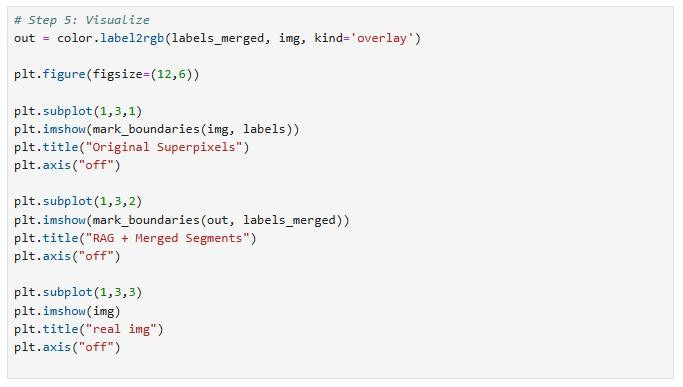 # Step 5: Visualize
out = color.label2rgb(labels_merged, img, kind='overlay')
plt.figure(figsize=(12,6))
plt.subplot(1,3,1)
plt.imshow(mark_boundaries(img, labels))
plt.title("Original Superpixels")
plt.axis("off")
plt.subplot(1,3,2)
plt.imshow(mark_boundaries(out, labels_merged))
plt.title("RAG + Merged Segments")
plt.axis("off")
plt.subplot(1,3,3)
plt.imshow(img)
plt.title("real img")
plt.axis("off")